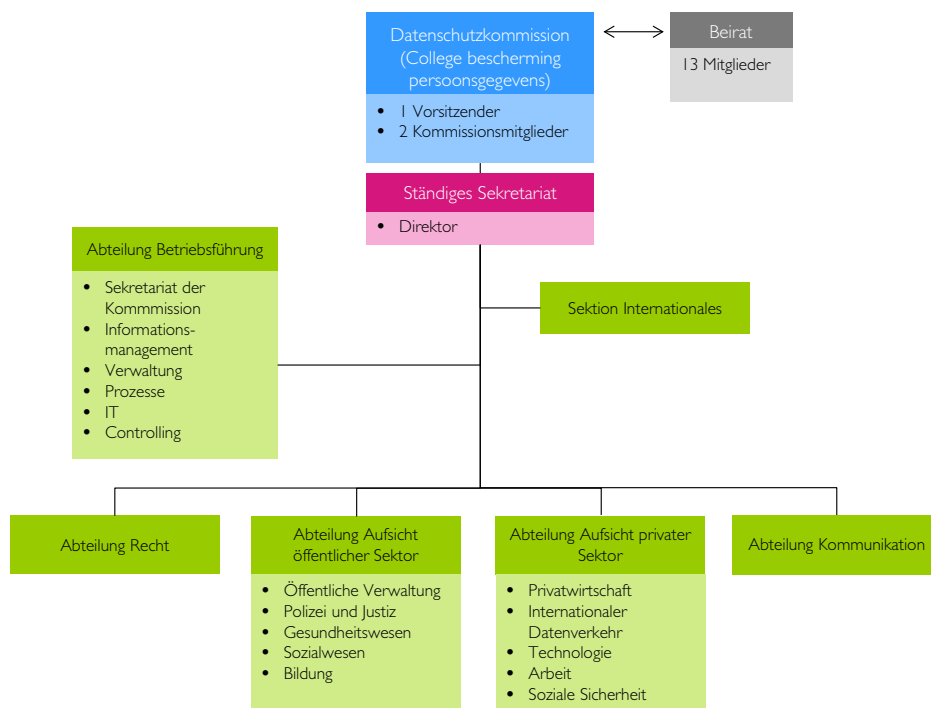 Datenschutzkommission
(College bescherming
persoonsgegevens)
• 1 Vorsitzender
• 2 Kommissionsmitglieder
Beirat
13 Mitglieder
Ständiges Sekretariat
• Direktor
Abteilung Betriebsführung
• Sekretariat der
Kommmission
• Informations-
management
• Verwaltung
• Prozesse
• IT
• Controlling
Sektion Internationales
Abteilung Recht
Abteilung Aufsicht
öffentlicher Sektor
• Öffentliche Verwaltung
• Polizei und Justiz
• Gesundheitswesen
• Sozialwesen
• Bildung
Abteilung Aufsicht privater
Sektor
• Privatwirtschaft
• Internationaler
Datenverkehr
• Technologie
• Arbeit
• Soziale Sicherheit
Abteilung Kommunikation